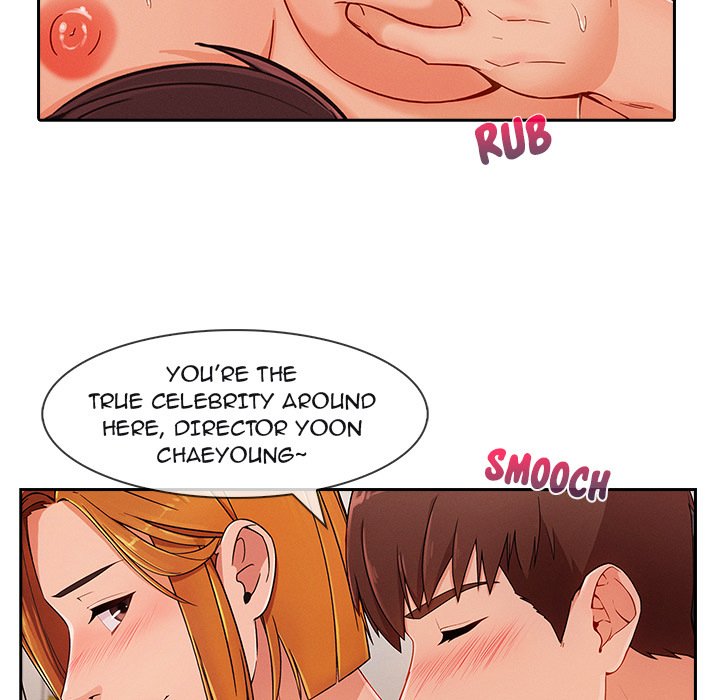 RUB
YOU'RE THE
TRUE CELEBRITY AROUND
HERE, DIRECTOR YOON
CHAEYOUNG~
SMOOCH